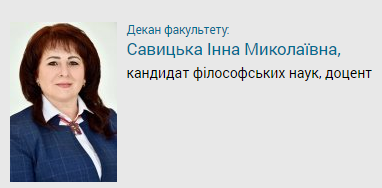 Декан факультету:
Савицька Інна Миколаївна,
кандидат філософських наук, доцент